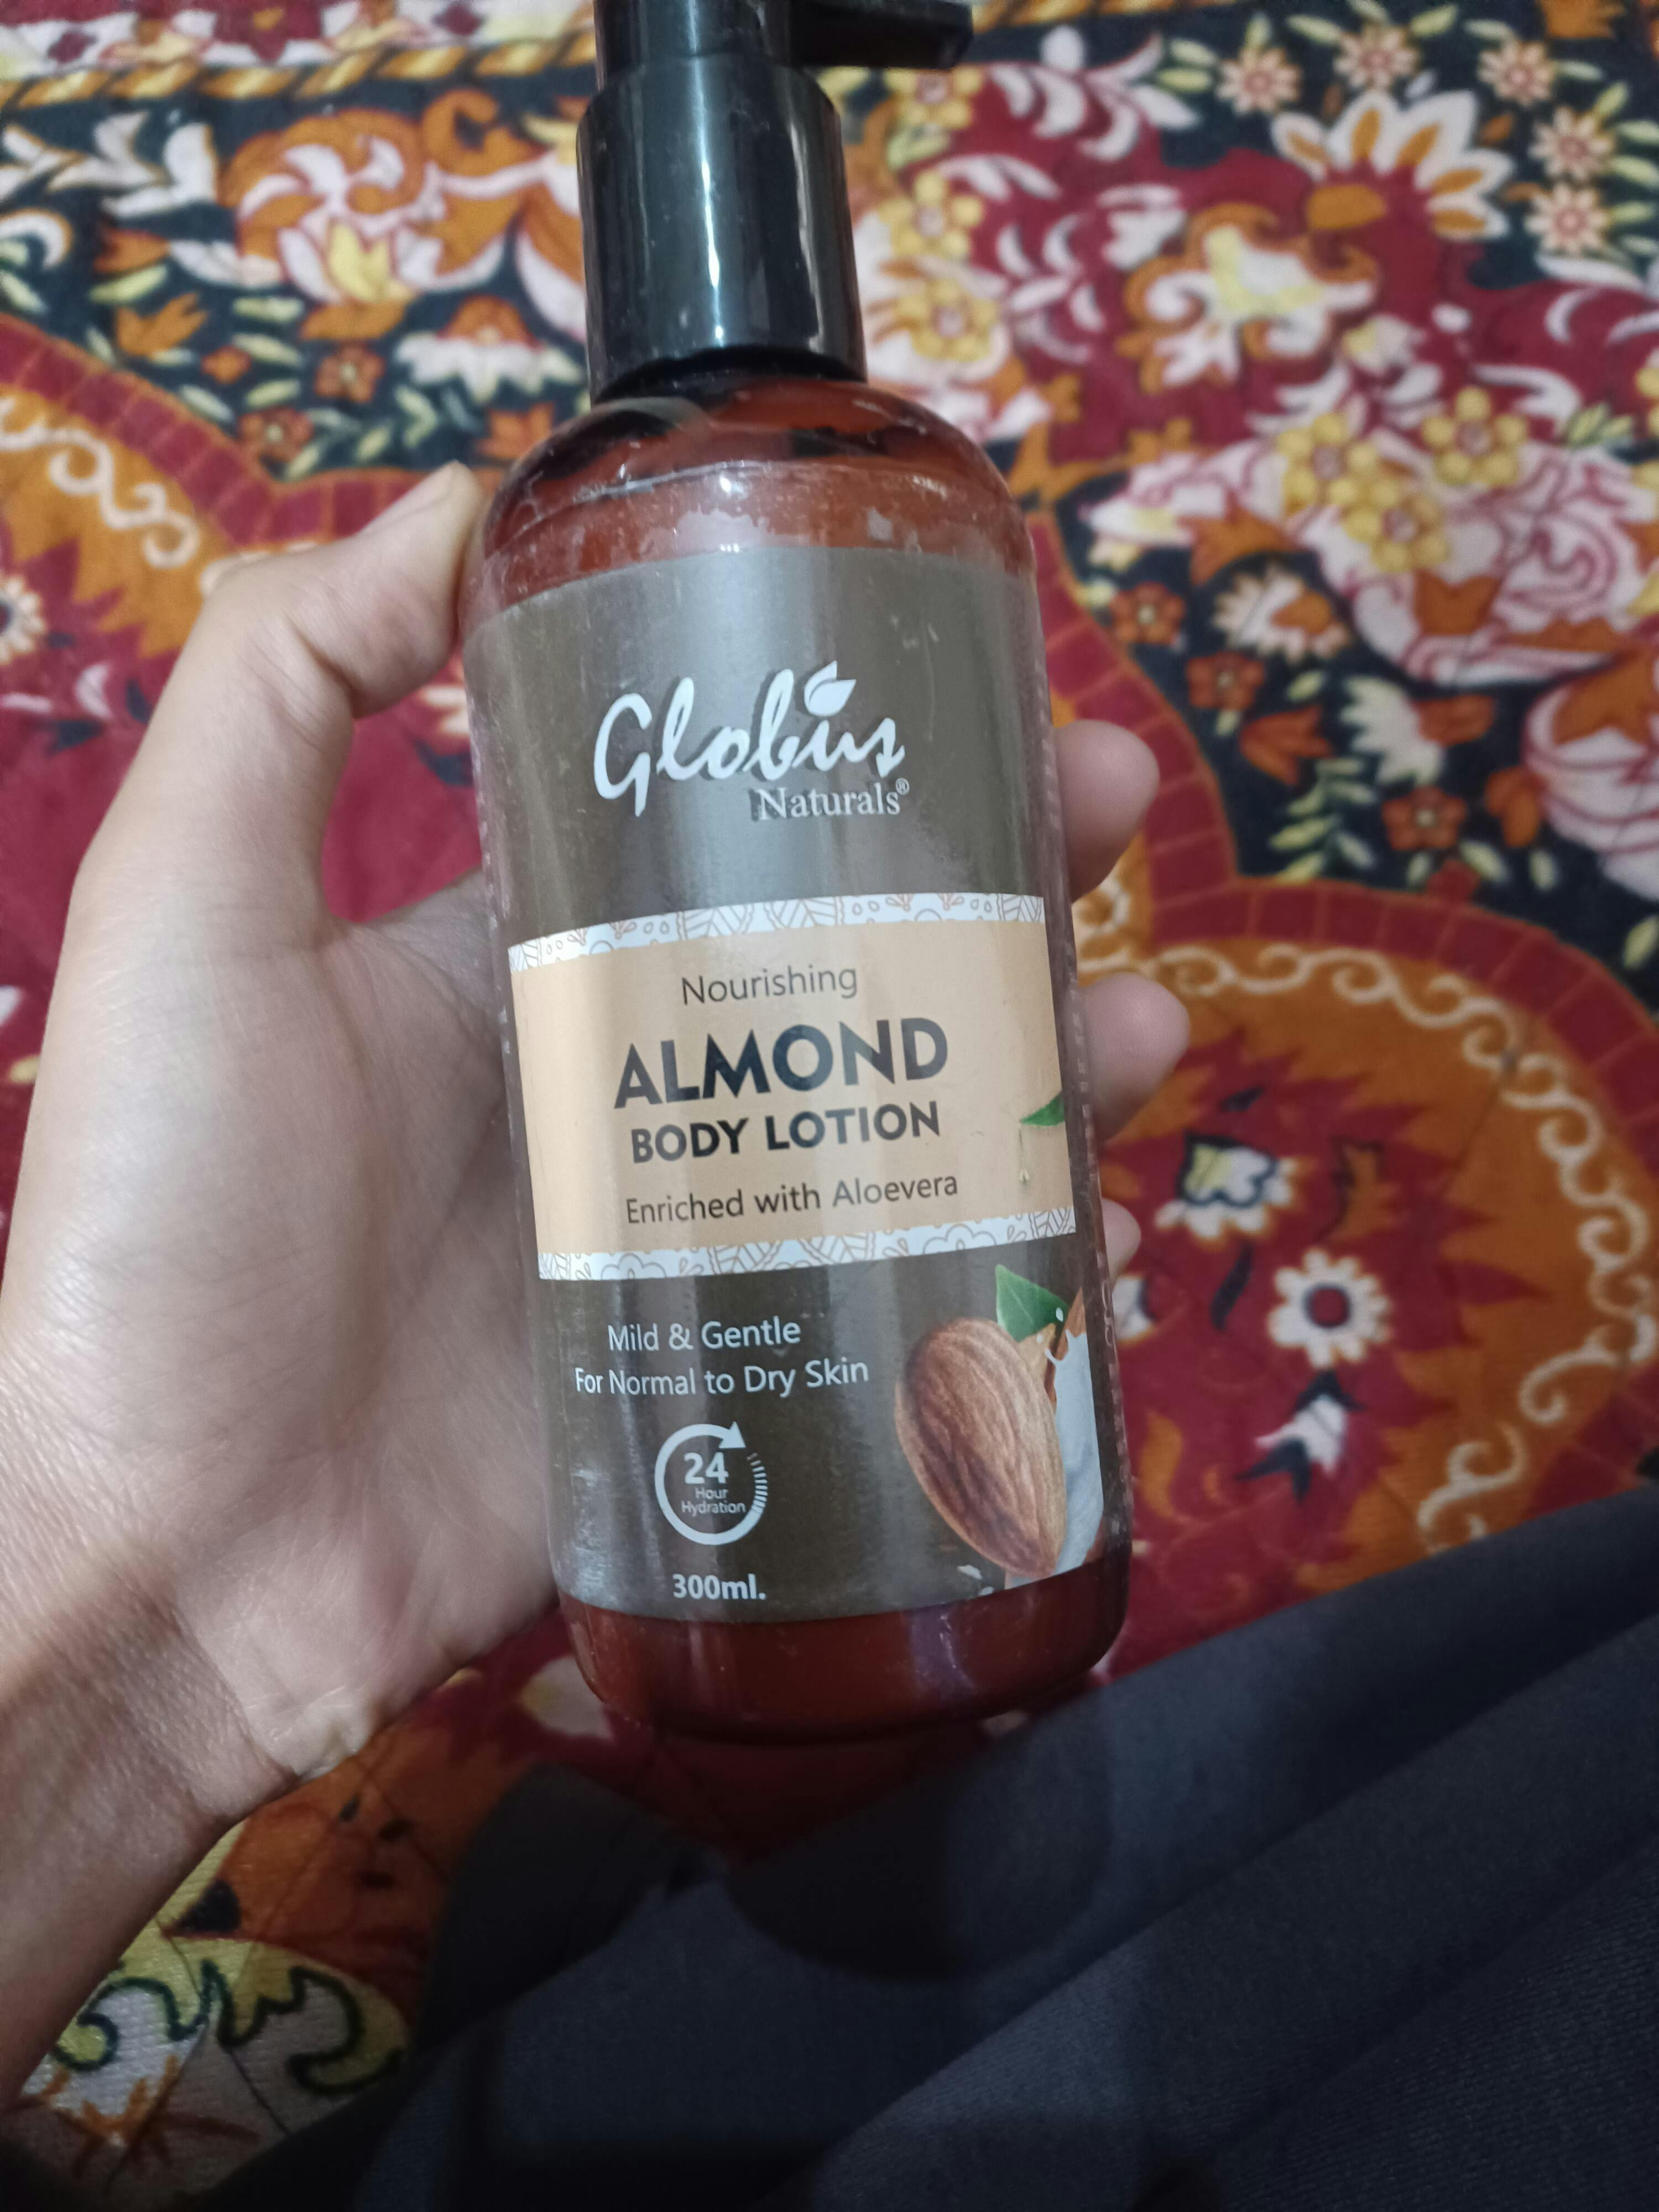 Globus
Naturals®
Nourishing
ALMOND
BODY LOTION
Enriched with Aloevera
Mild & Gentle
For Normal to Dry Skin
24
Hour
Hydration
300ml.